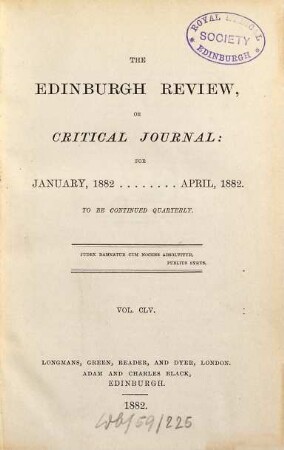 ROYAL MEDICAL
SOCIETY
EDINBURGH
THE
EDINBURGH REVIEW,
OR
CRITICAL JOURNAL:
FOR
JANUARY, 1882 ........ APRIL, 1882.
TO BE CONTINUED QUARTERLY.
JUDEX DAMNATUR CUM NOCENS ABSOLVITUR.
PUBLIUS SYRUS.
VOL. CLV.
LONGMANS, GREEN, READER, AND DYER, LONDON.
ADAM AND CHARLES BLACK,
EDINBURGH.
1882.